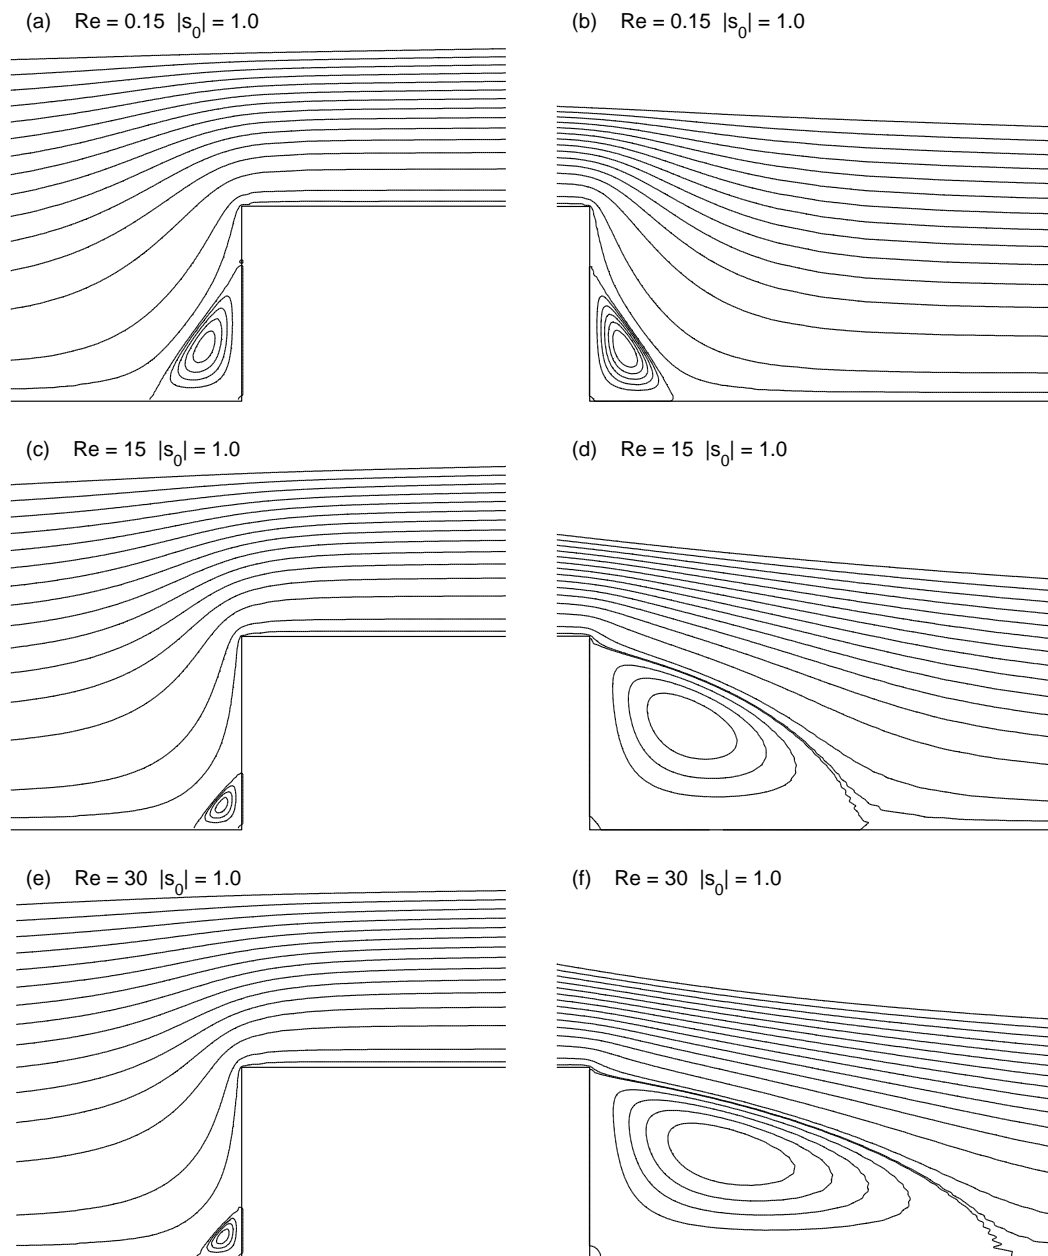 (a) Re = 0.15 |s₀| = 1.0
(b) Re = 0.15 |s₀| = 1.0
(c) Re = 15 |s₀| = 1.0
(d) Re = 15 |s₀| = 1.0
(e) Re = 30 |s₀| = 1.0
(f) Re = 30 |s₀| = 1.0